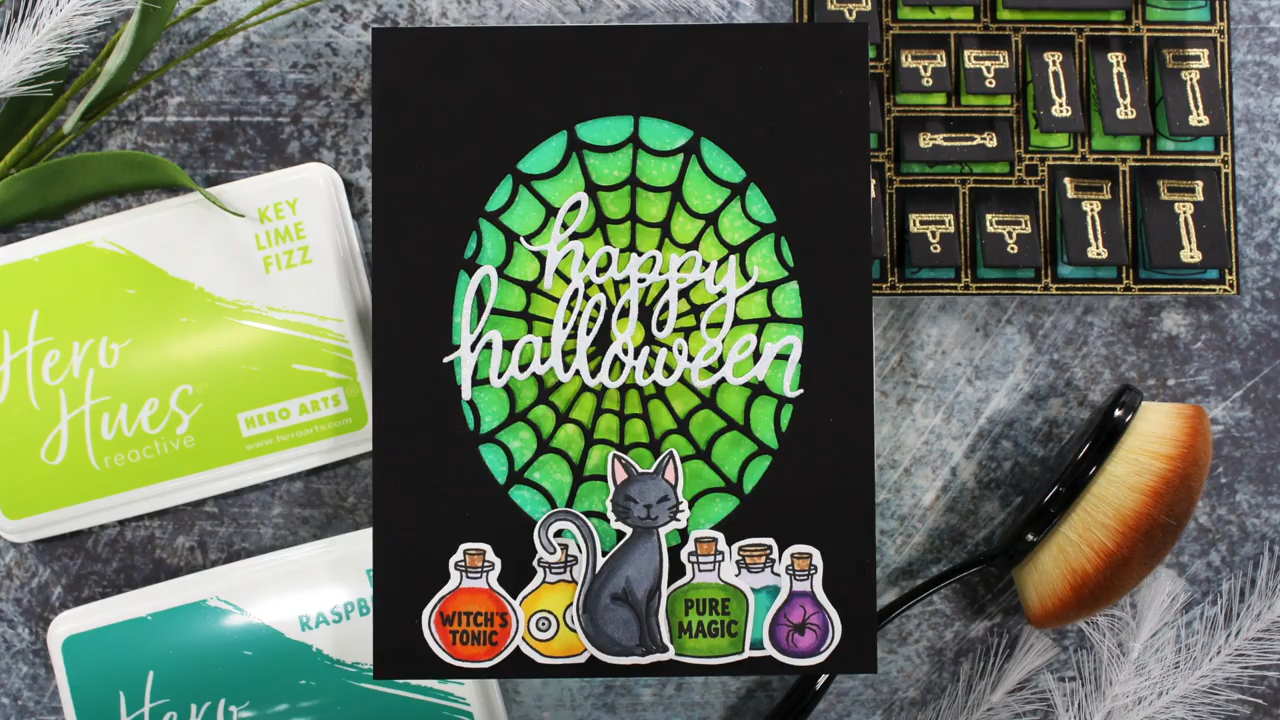 KEY
LIME
FIZZ
Hero
Hues
reactive
HERO ARTS
www.heroarts.com
happy
halloween
WITCH'S
TONIC
PURE
MAGIC
Hero